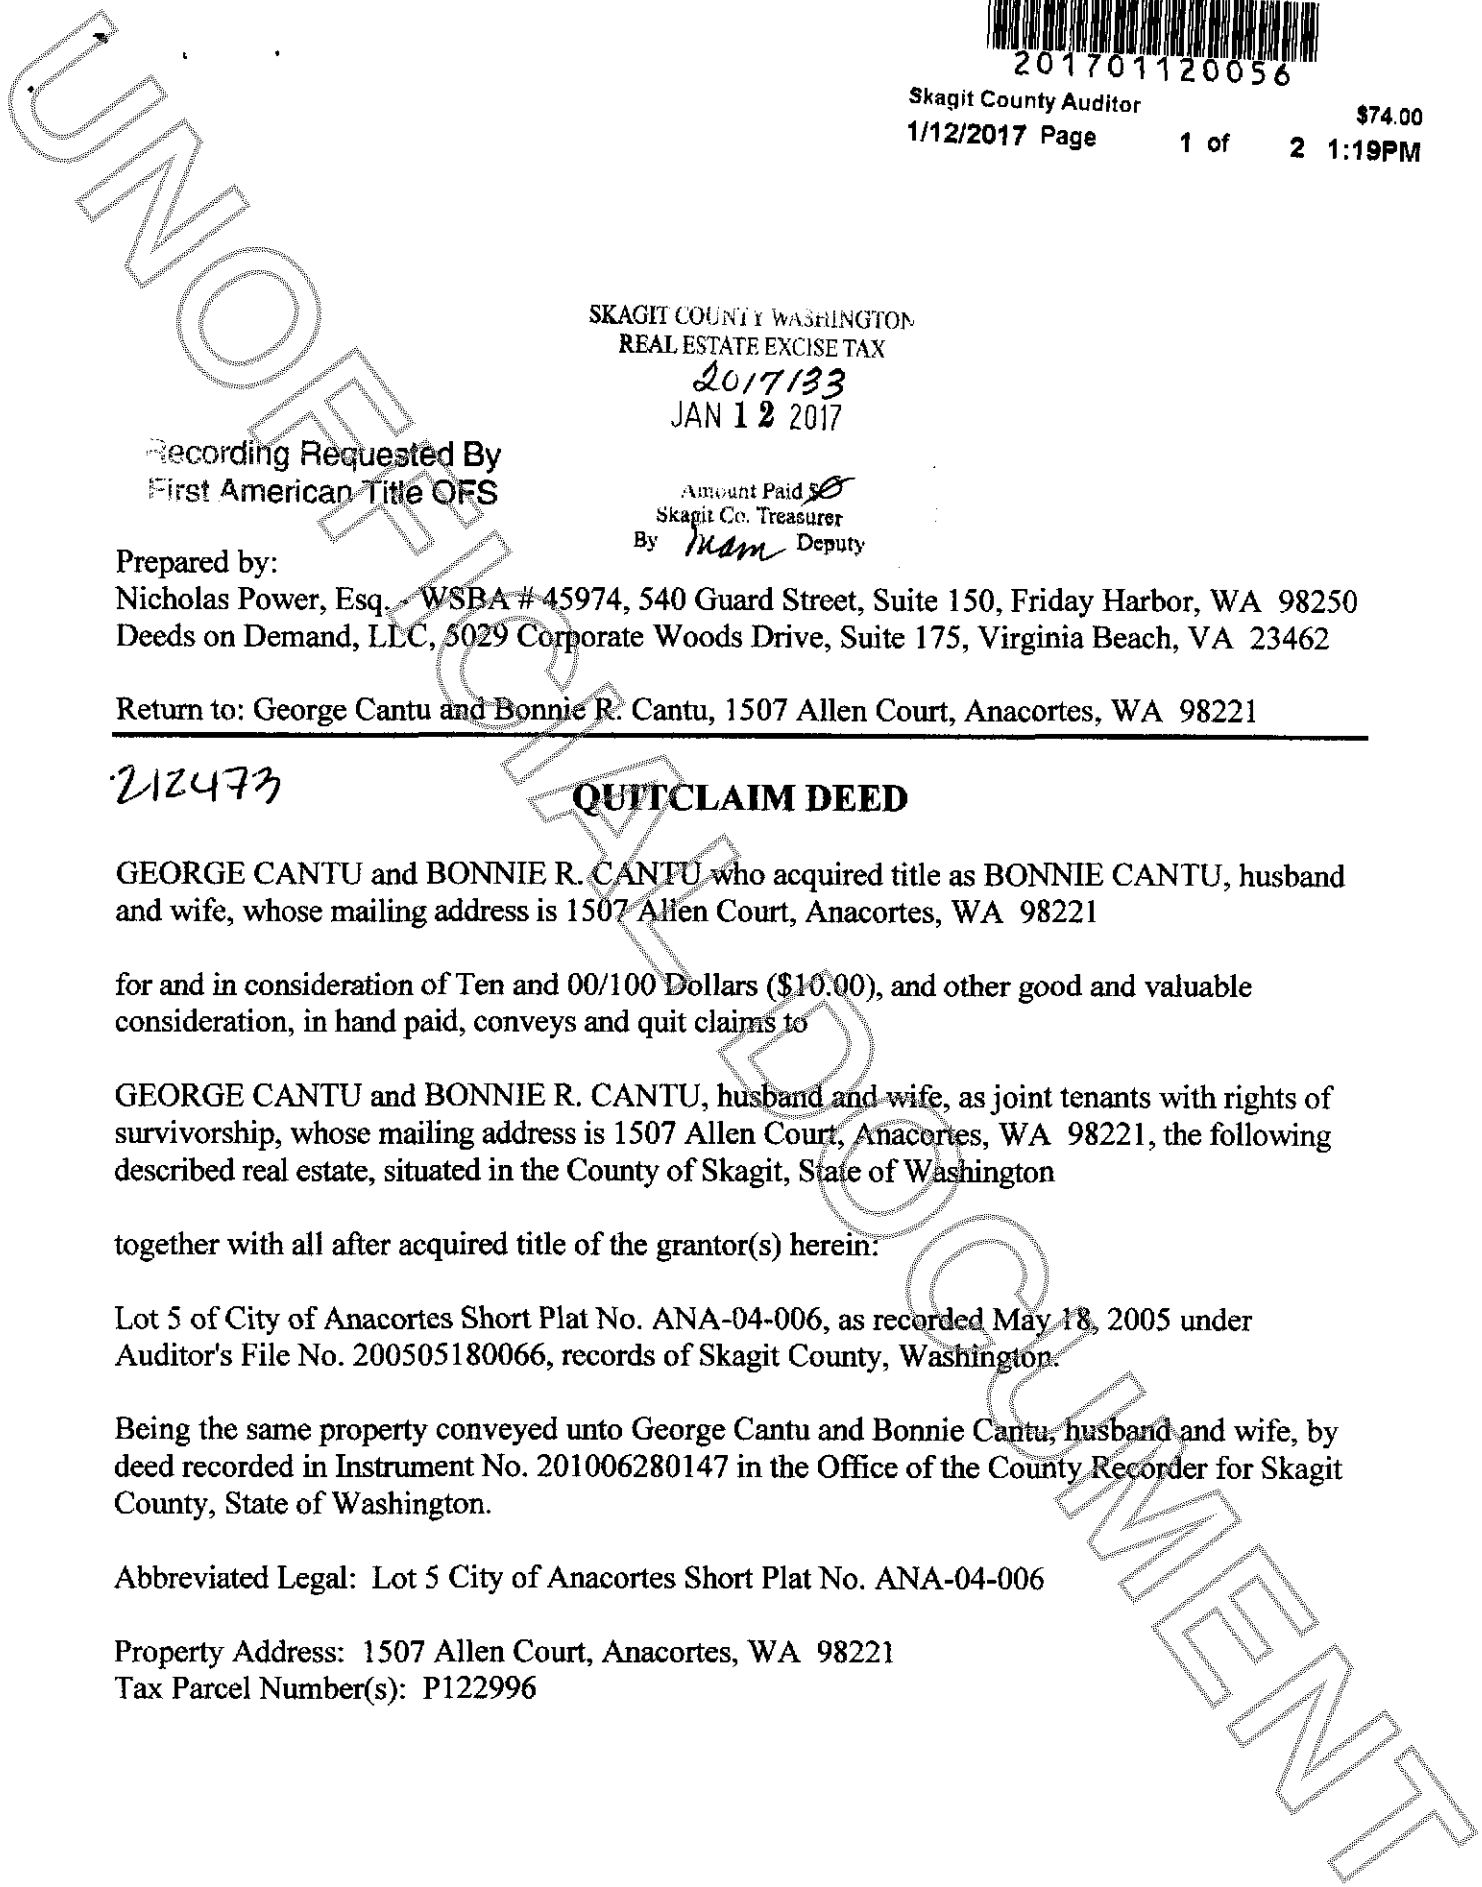 201701120056
Skagit County Auditor $74.00
1/12/2017 Page 1 of 2 1:19PM
SKAGIT COUNTY WASHINGTON
REAL ESTATE EXCISE TAX
2017133
JAN 12 2017
Recording Requested By
First American Title OFS
Amount Paid $0
Skagit Co. Treasurer
By Mam Deputy
Prepared by:
Nicholas Power, Esq. - WSBA # 45974, 540 Guard Street, Suite 150, Friday Harbor, WA 98250
Deeds on Demand, LLC, 5029 Corporate Woods Drive, Suite 175, Virginia Beach, VA 23462
Return to: George Cantu and Bonnie R. Cantu, 1507 Allen Court, Anacortes, WA 98221
212473
QUITCLAIM DEED
GEORGE CANTU and BONNIE R. CANTU who acquired title as BONNIE CANTU, husband
and wife, whose mailing address is 1507 Allen Court, Anacortes, WA 98221
for and in consideration of Ten and 00/100 Dollars ($10.00), and other good and valuable
consideration, in hand paid, conveys and quit claims to
GEORGE CANTU and BONNIE R. CANTU, husband and wife, as joint tenants with rights of
survivorship, whose mailing address is 1507 Allen Court, Anacortes, WA 98221, the following
described real estate, situated in the County of Skagit, State of Washington
together with all after acquired title of the grantor(s) herein:
Lot 5 of City of Anacortes Short Plat No. ANA-04-006, as recorded May 18, 2005 under
Auditor's File No. 200505180066, records of Skagit County, Washington.
Being the same property conveyed unto George Cantu and Bonnie Cantu, husband and wife, by
deed recorded in Instrument No. 201006280147 in the Office of the County Recorder for Skagit
County, State of Washington.
Abbreviated Legal: Lot 5 City of Anacortes Short Plat No. ANA-04-006
Property Address: 1507 Allen Court, Anacortes, WA 98221
Tax Parcel Number(s): P122996
UNOFFICIAL DOCUMENT